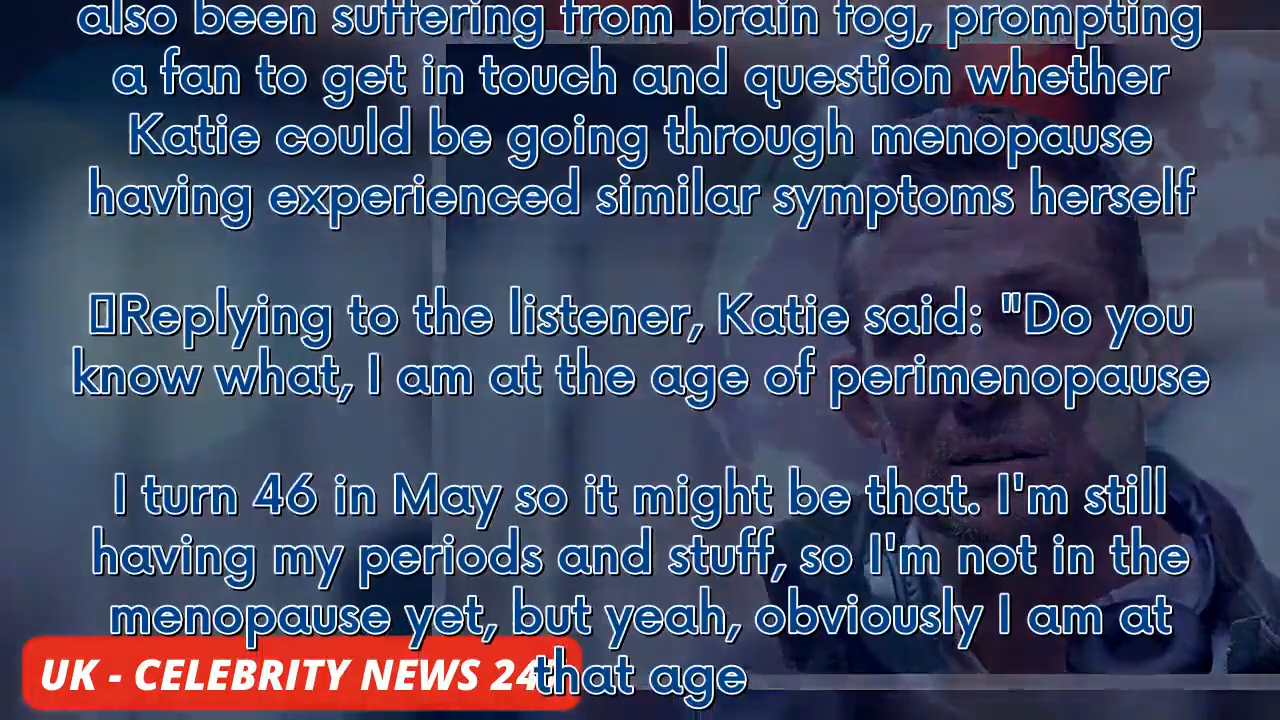 also been suffering from brain fog, prompting
a fan to get in touch and question whether
Katie could be going through menopause
having experienced similar symptoms herself
Replying to the listener, Katie said: "Do you
know what, I am at the age of perimenopause
I turn 46 in May so it might be that. I'm still
having my periods and stuff, so I'm not in the
menopause yet, but yeah, obviously I am at
that age
UK - CELEBRITY NEWS 24